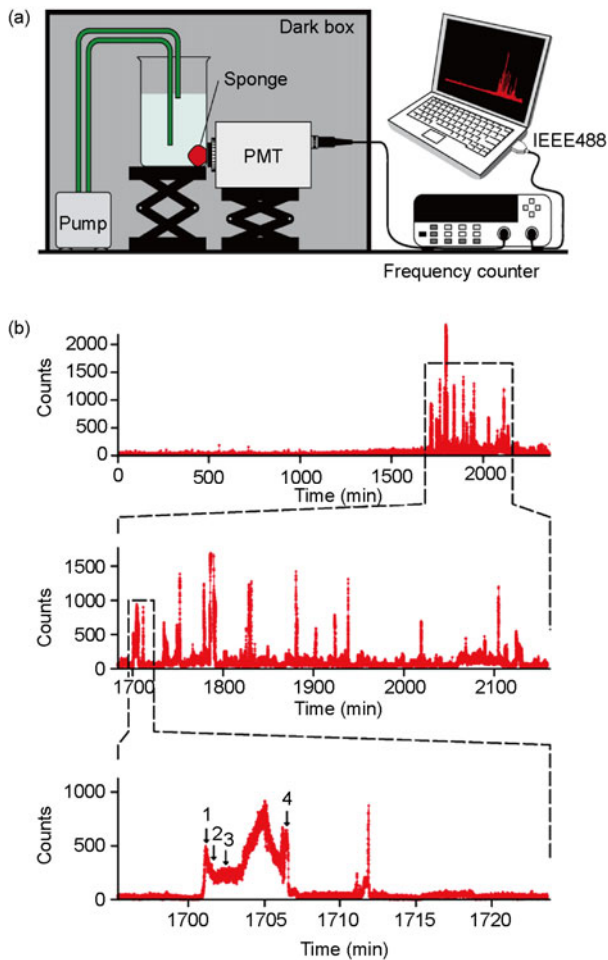 (a)
Dark box
Sponge
IEEE488
PMT
Pump
Frequency counter
(b)
Counts
2000
1500
1000
500
0
0 500 1000 1500 2000
Time (min)
Counts
1500
1000
500
0
1700 1800 1900 2000 2100
Time (min)
Counts
1000
500
0
1 2 3 4
1700 1705 1710 1715 1720
Time (min)